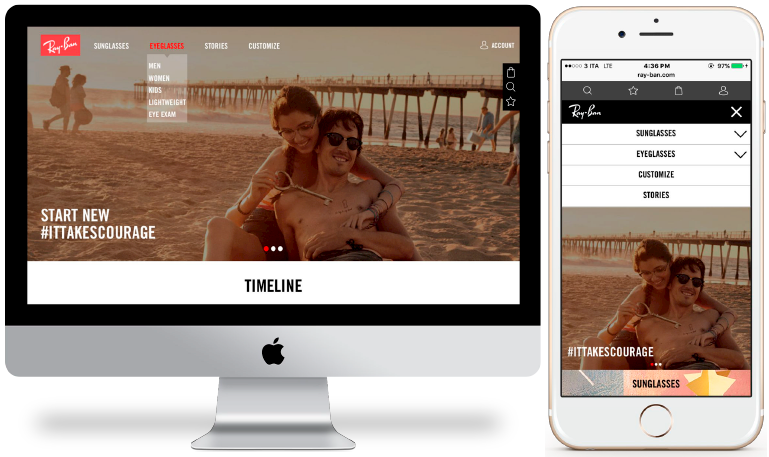 Ray-Ban
SUNGLASSES
EYEGLASSES
STORIES
CUSTOMIZE
ACCOUNT
MEN
WOMEN
KIDS
LIGHTWEIGHT
EYE EXAM
START NEW
#ITTAKESCOURAGE
TIMELINE
3 ITA LTE 4:36 PM 97%
ray-ban.com
Ray-Ban
SUNGLASSES
EYEGLASSES
CUSTOMIZE
STORIES
#ITTAKESCOURAGE
SUNGLASSES